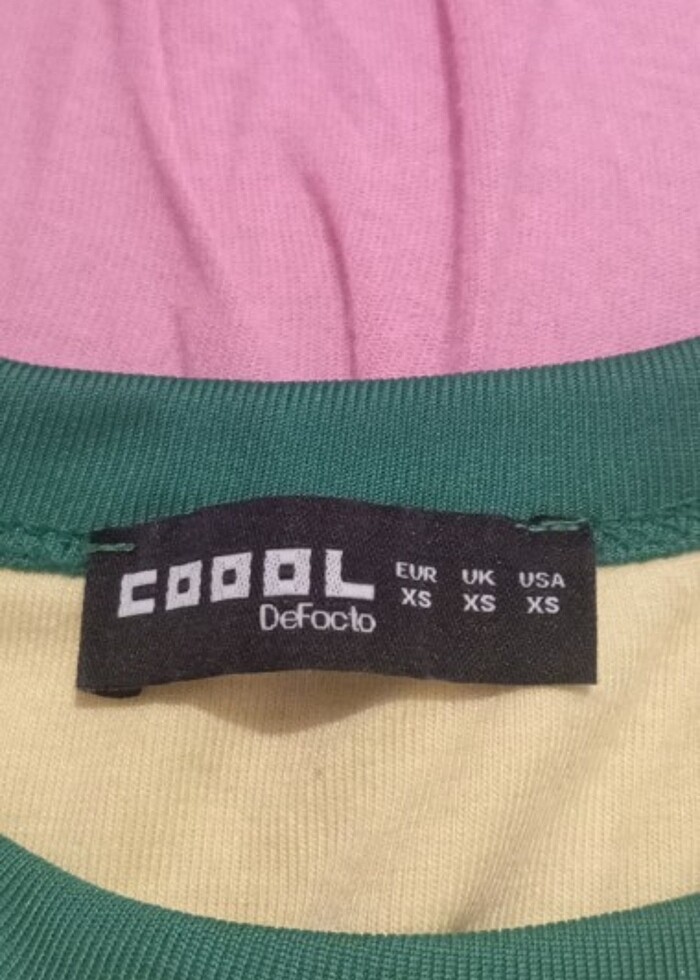 COOOL
DeFacto
EUR UK USA
XS XS XS